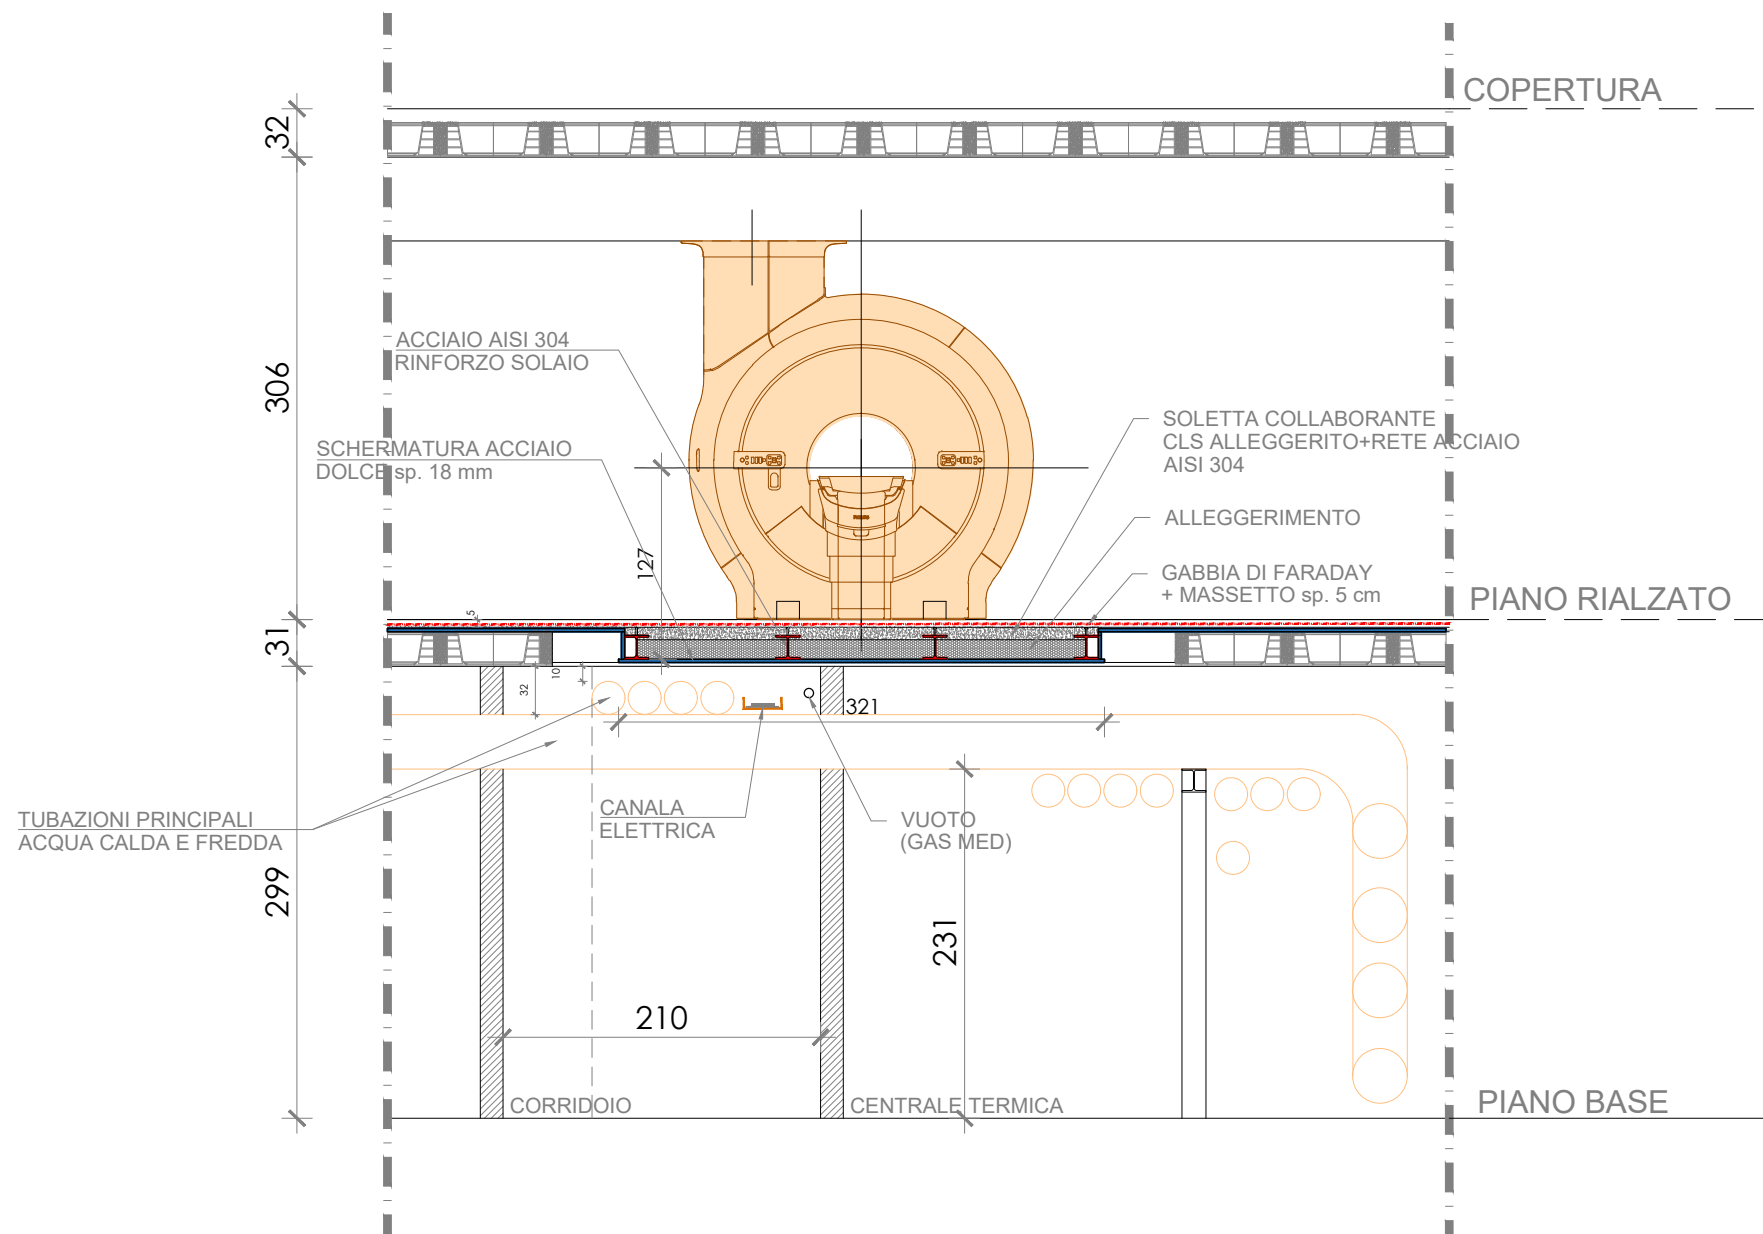 COPERTURA
32
ACCIAIO AISI 304
RINFORZO SOLAIO
306
SCHERMATURA ACCIAIO
DOLCE sp. 18 mm
SOLETTA COLLABORANTE
CLS ALLEGGERITO+RETE ACCIAIO
AISI 304
ALLEGGERIMENTO
127
GABBIA DI FARADAY
+ MASSETTO sp. 5 cm
PIANO RIALZATO
5
31
10
32
321
TUBAZIONI PRINCIPALI
ACQUA CALDA E FREDDA
CANALA
ELETTRICA
VUOTO
(GAS MED)
299
231
210
CORRIDOIO
CENTRALE TERMICA
PIANO BASE